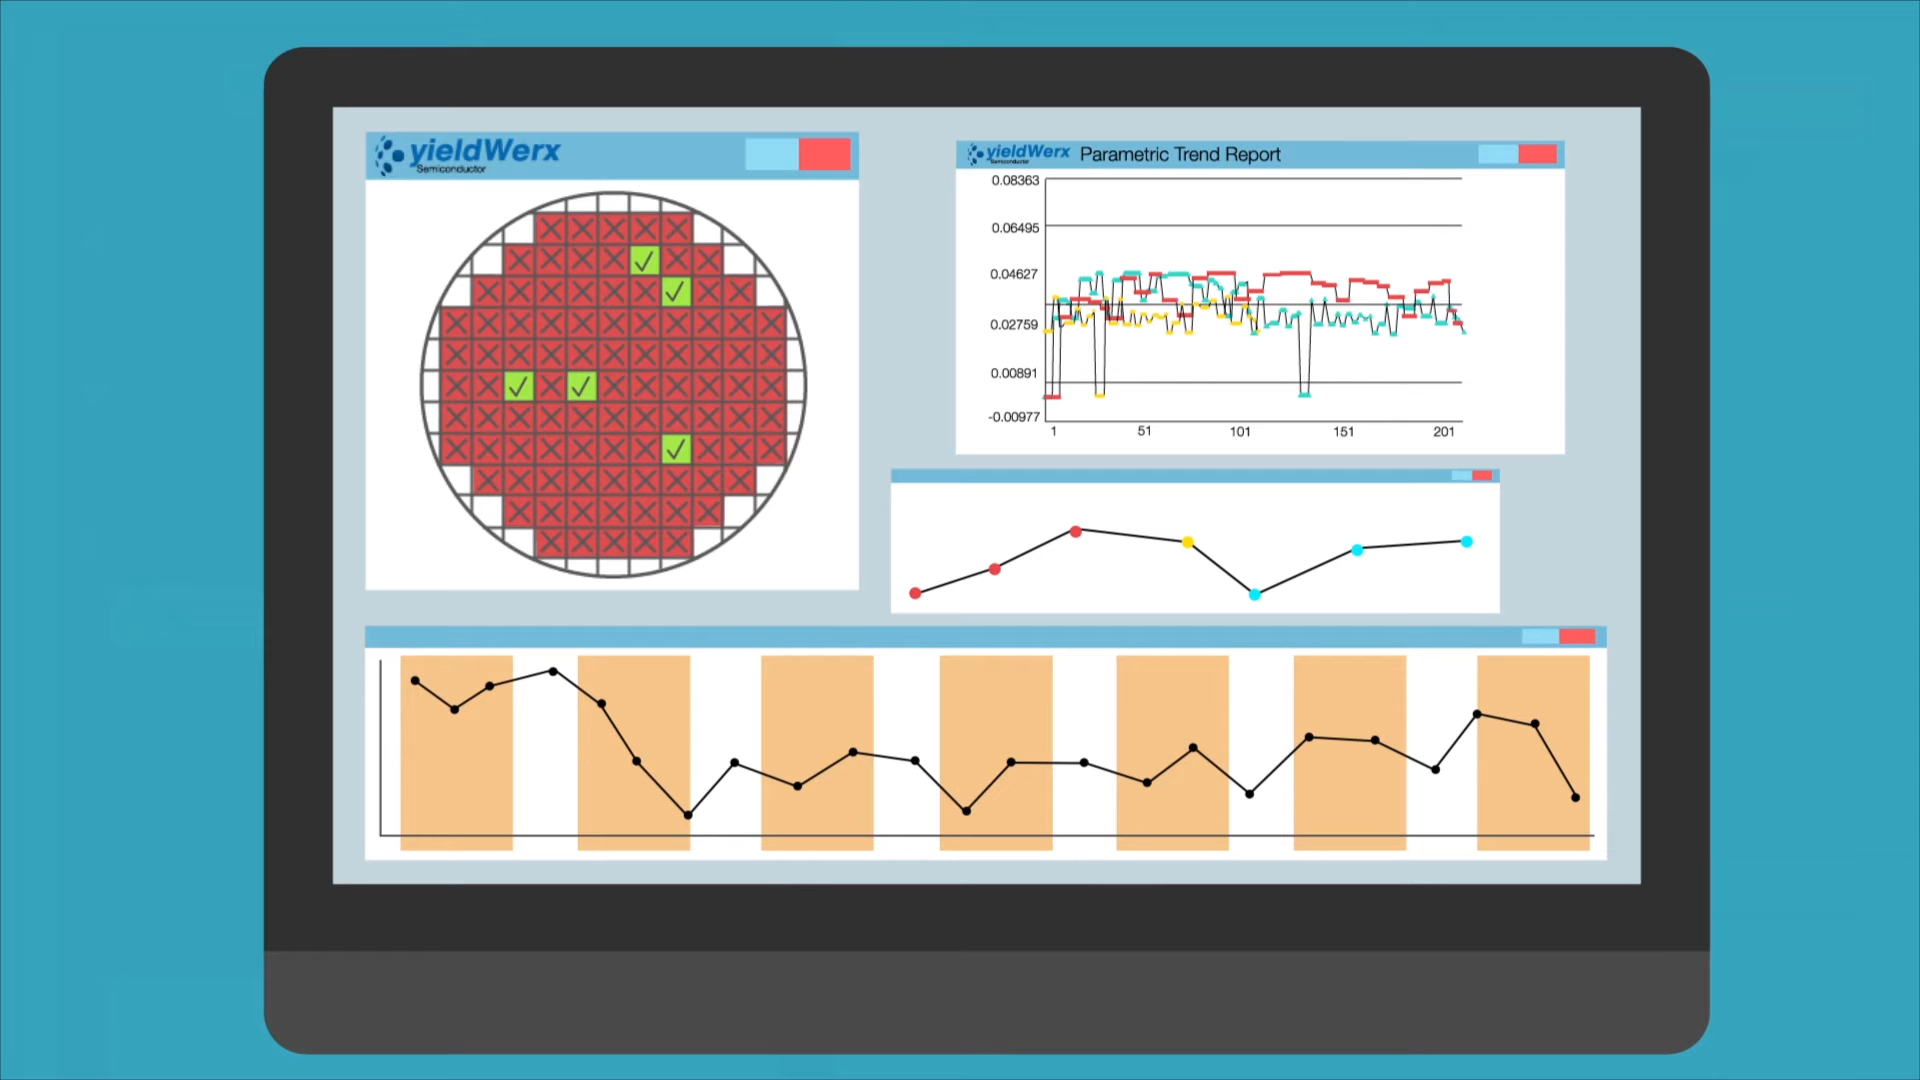 yieldWerx
Semiconductor
yieldWerx
Semiconductor
Parametric Trend Report
0.08363
0.06495
0.04627
0.02759
0.00891
-0.00977
1 51 101 151 201